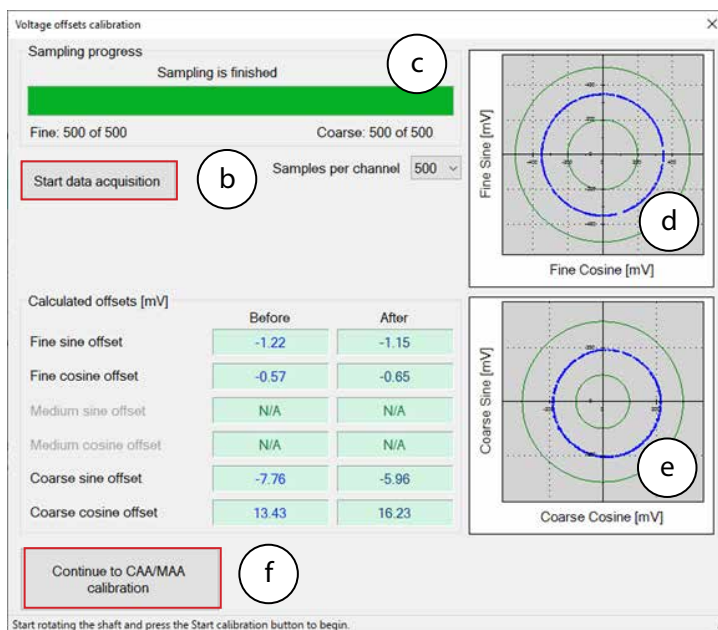 Voltage offsets calibration
Sampling progress
Sampling is finished
c
Fine: 500 of 500 Coarse: 500 of 500
Start data acquisition
b
Samples per channel 500
Fine Sine [mV]
d
Fine Cosine [mV]
Calculated offsets [mV]
Before After
Fine sine offset -1.22 -1.15
Fine cosine offset -0.57 -0.65
Medium sine offset N/A N/A
Medium cosine offset N/A N/A
Coarse sine offset -7.76 -5.96
Coarse cosine offset 13.43 16.23
Coarse Sine [mV]
e
Coarse Cosine [mV]
Continue to CAA/MAA
calibration
f
Start rotating the shaft and press the Start calibration button to begin.